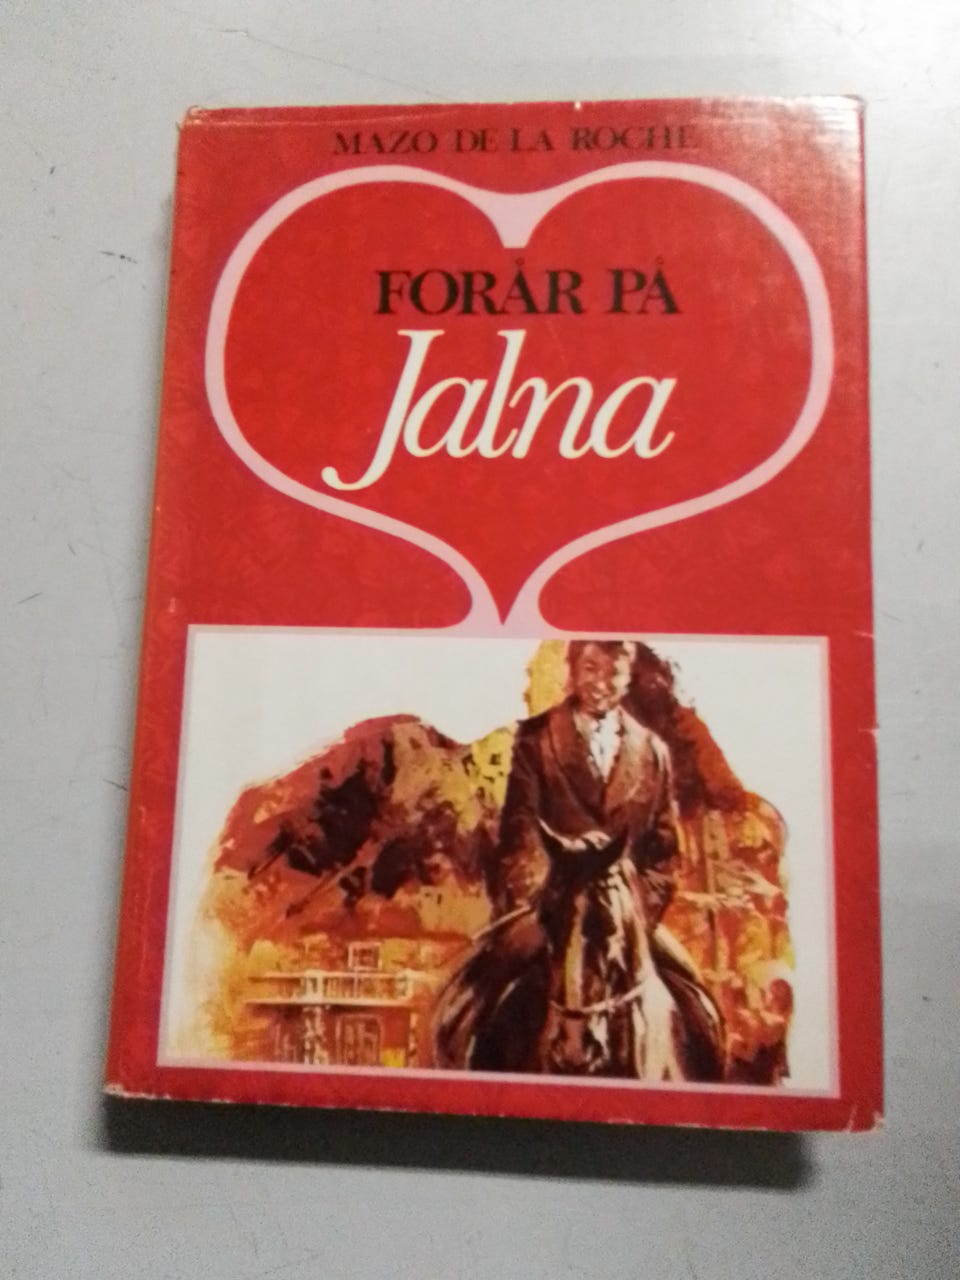 MAZO DE LA ROCHE
FORÅR PÅ
Jalna